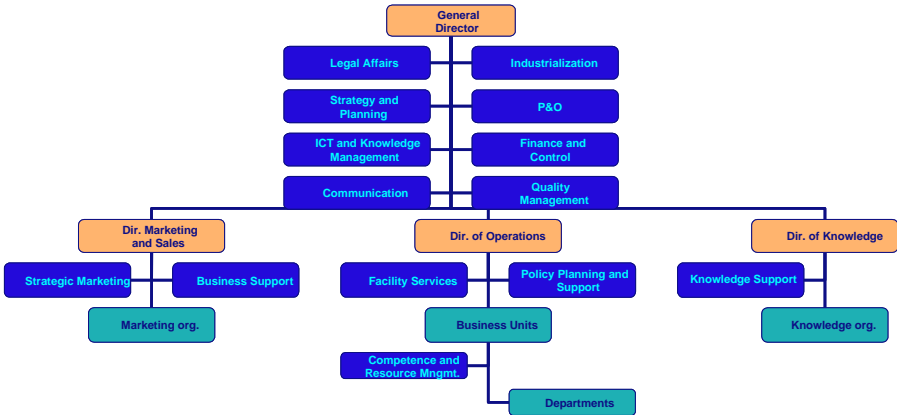 General
Director
Legal Affairs
Industrialization
Strategy and
Planning
P&O
ICT and Knowledge
Management
Finance and
Control
Communication
Quality
Management
Dir. Marketing
and Sales
Dir. of Operations
Dir. of Knowledge
Strategic Marketing
Business Support
Facility Services
Policy Planning and
Support
Knowledge Support
Marketing org.
Business Units
Knowledge org.
Competence and
Resource Mngmt.
Departments